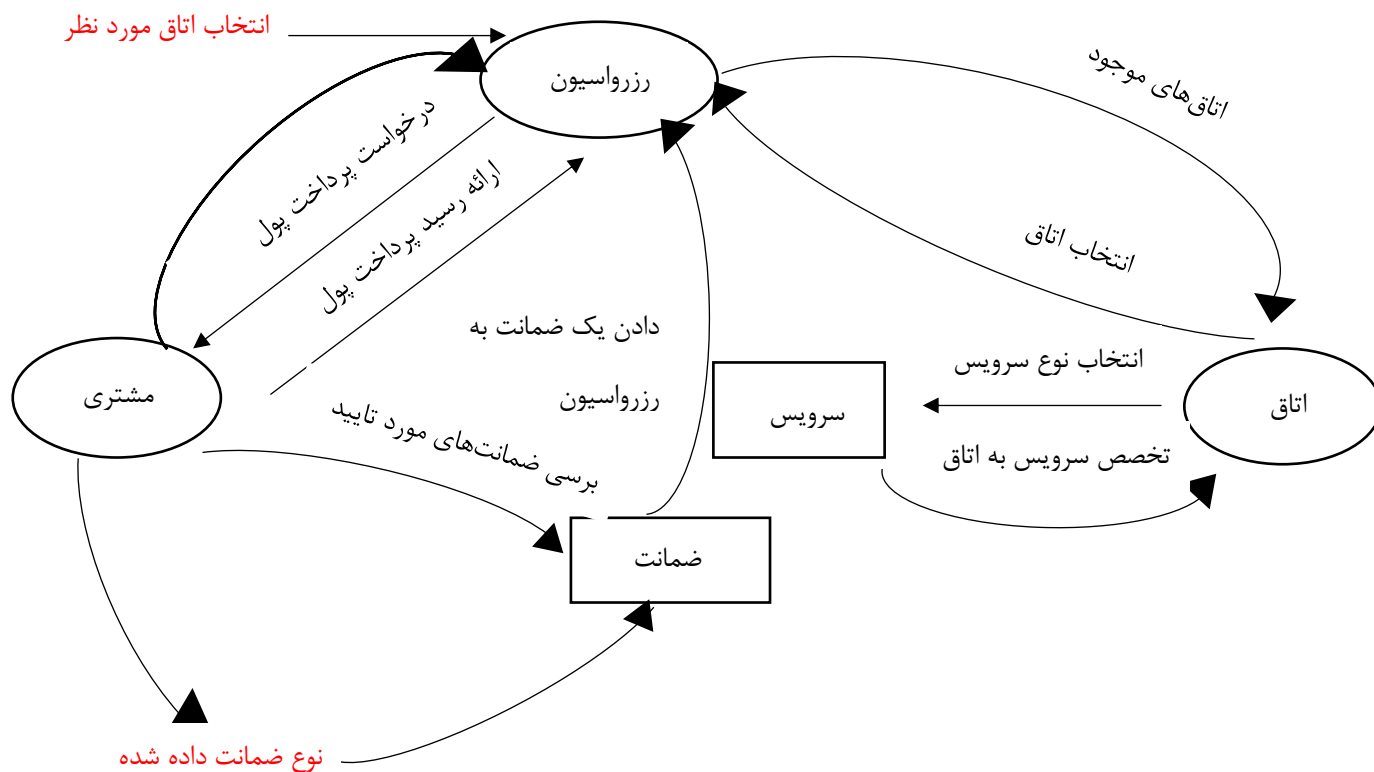 انتخاب اتاق مورد نظر
رزرواسیون
اتاق‌های موجود
درخواست پرداخت پول
ارائه رسید پرداخت پول
انتخاب اتاق
دادن یک ضمانت به
رزرواسیون
انتخاب نوع سرویس
مشتری
سرویس
اتاق
برسی ضمانت‌های مورد تایید
تخصص سرویس به اتاق
ضمانت
نوع ضمانت داده شده